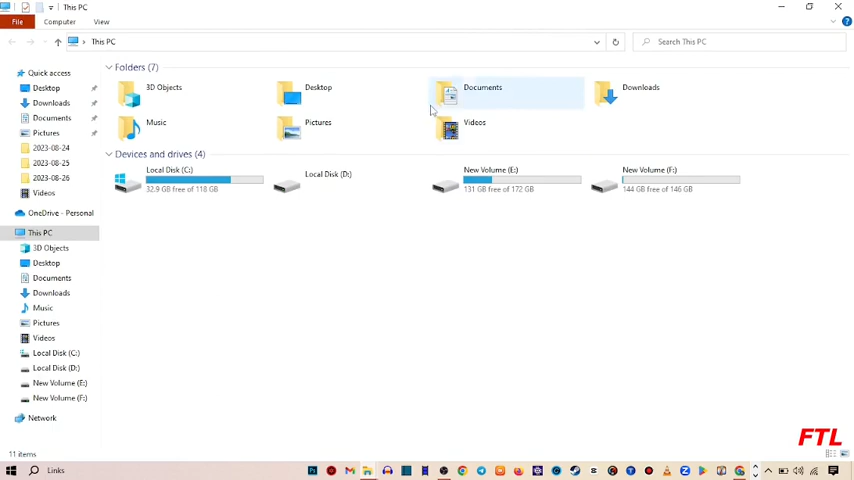 This PC
File Computer View
This PC
Search This PC
Folders (7)
3D Objects Desktop Documents Downloads
Music Pictures Videos
Devices and drives (4)
Local Disk (C:)
32.9 GB free of 118 GB
Local Disk (D:)
New Volume (E:)
131 GB free of 172 GB
New Volume (F:)
144 GB free of 146 GB
Quick access
Desktop
Downloads
Documents
Pictures
2023-08-24
2023-08-25
2023-08-26
Videos
OneDrive - Personal
This PC
3D Objects
Desktop
Documents
Downloads
Music
Pictures
Videos
Local Disk (C:)
Local Disk (D:)
New Volume (E:)
New Volume (F:)
Network
11 items
FTL
Links